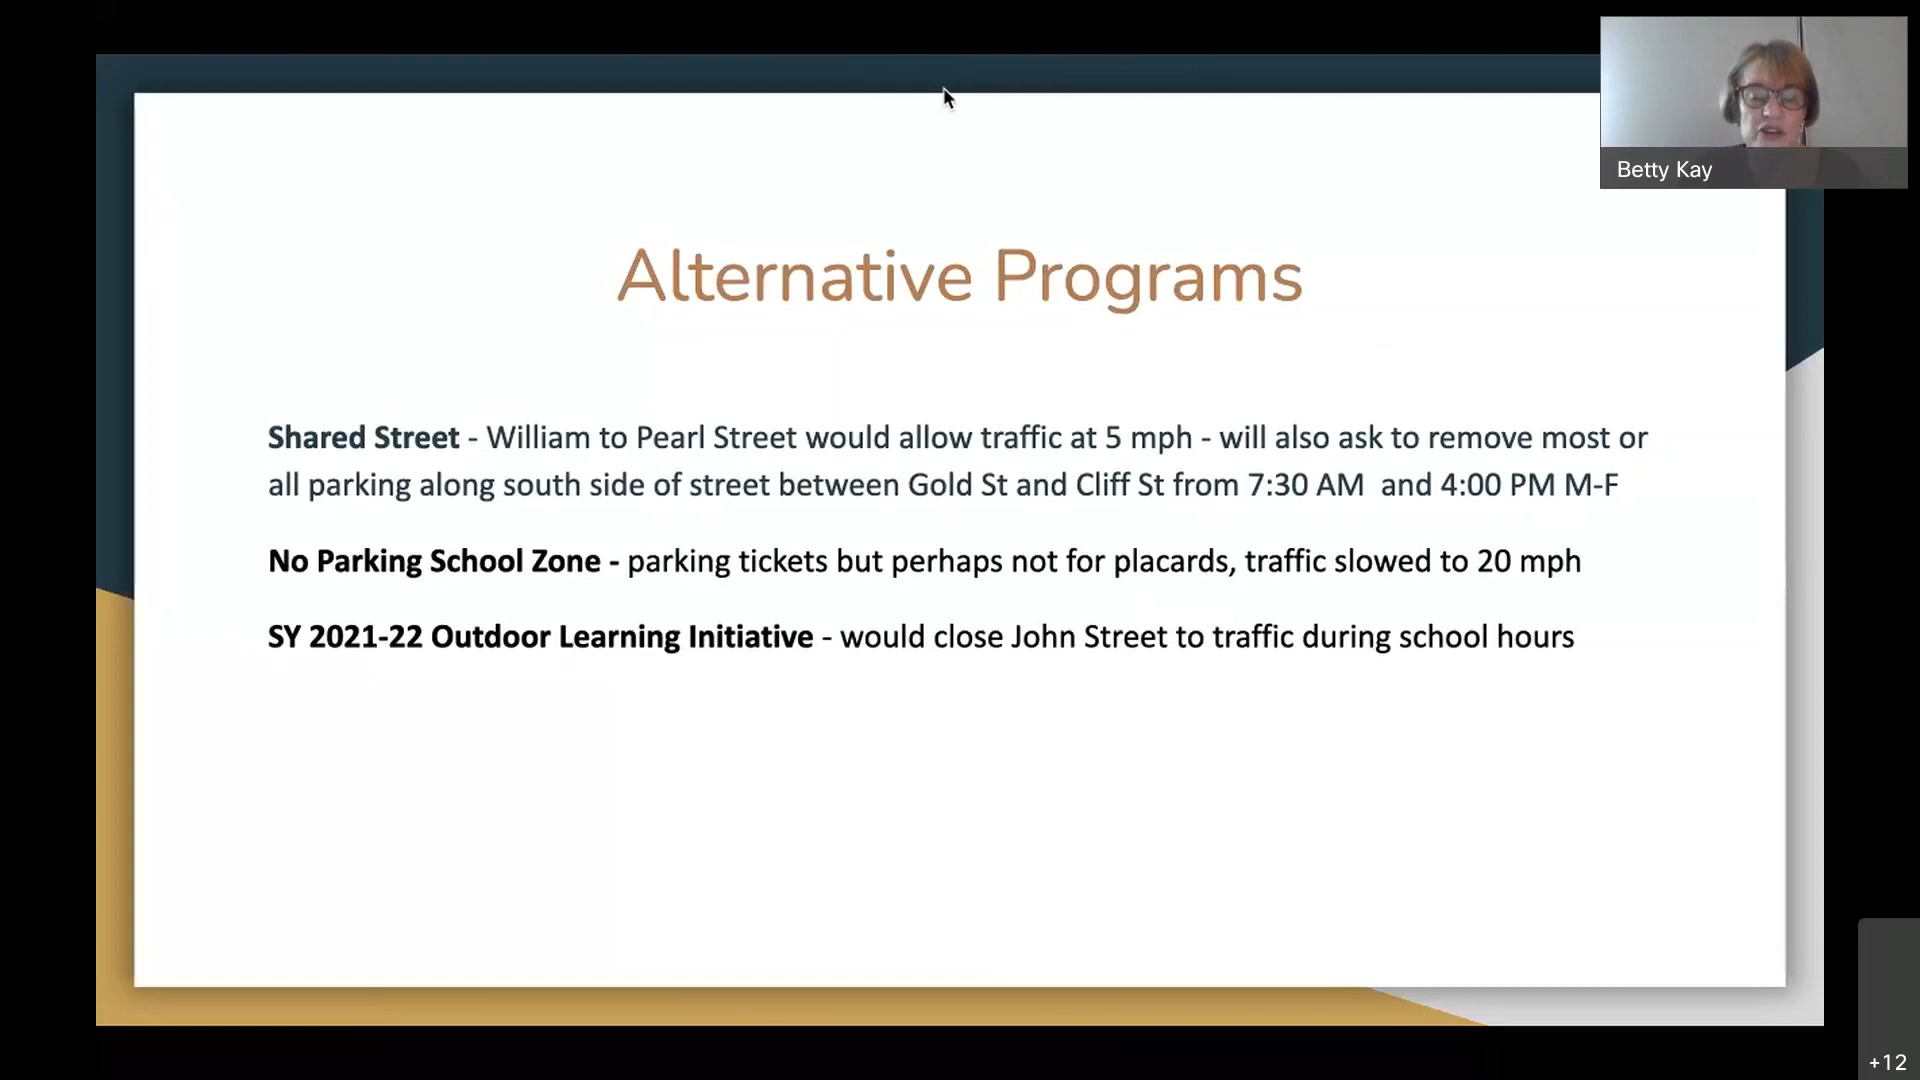 Betty Kay
Alternative Programs
Shared Street - William to Pearl Street would allow traffic at 5 mph - will also ask to remove most or
all parking along south side of street between Gold St and Cliff St from 7:30 AM  and 4:00 PM M-F
No Parking School Zone - parking tickets but perhaps not for placards, traffic slowed to 20 mph
SY 2021-22 Outdoor Learning Initiative - would close John Street to traffic during school hours
+12